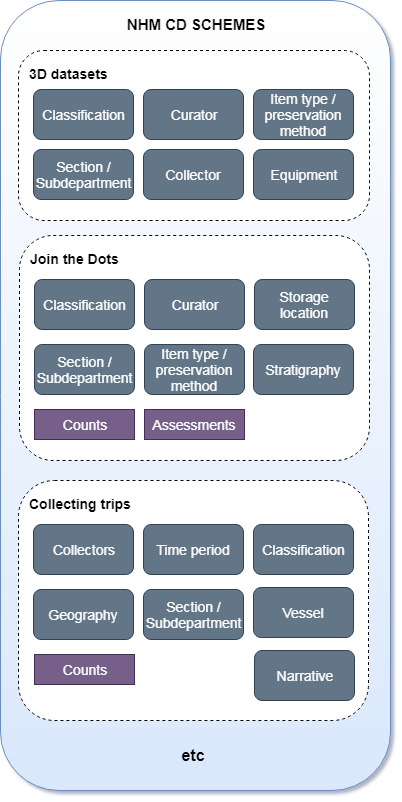 NHM CD SCHEMES
3D datasets
Classification
Curator
Item type /
preservation
method
Section /
Subdepartment
Collector
Equipment
Join the Dots
Classification
Curator
Storage
location
Section /
Subdepartment
Item type /
preservation
method
Stratigraphy
Counts
Assessments
Collecting trips
Collectors
Time period
Classification
Geography
Section /
Subdepartment
Vessel
Counts
Narrative
etc